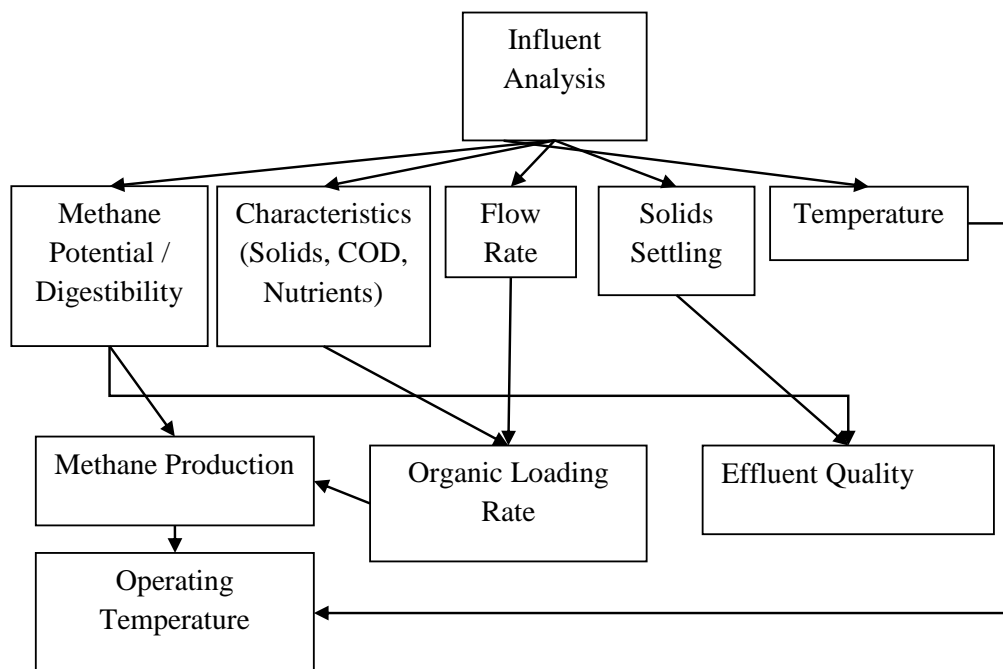 Influent
Analysis
Methane
Potential /
Digestibility
Characteristics
(Solids, COD,
Nutrients)
Flow
Rate
Solids
Settling
Temperature
Methane Production
Organic Loading
Rate
Effluent Quality
Operating
Temperature